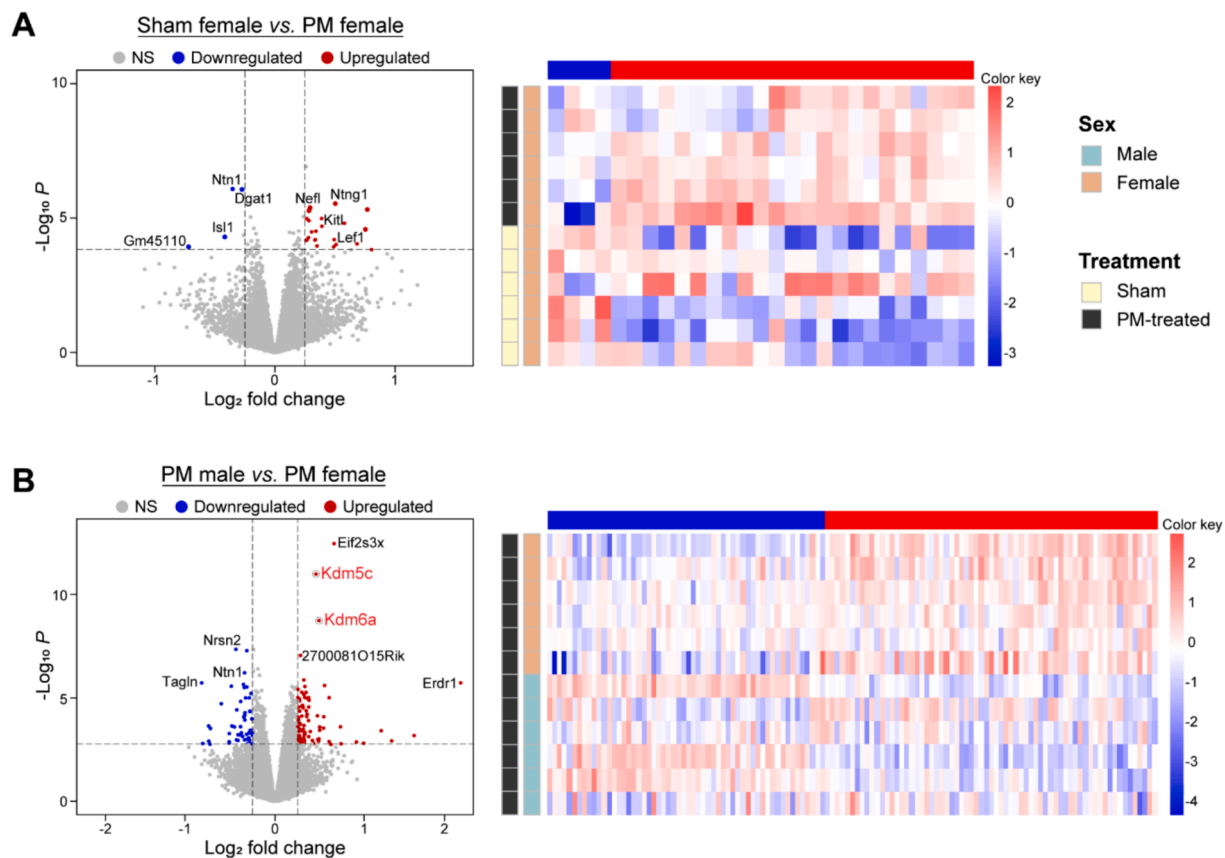 A
Sham female vs. PM female
NS Downregulated Upregulated
10
5
0
-Log₁₀ P
Ntn1
Dgat1
Nefl
Ntng1
KitL
Isl1
Lef1
Gm45110
-1 0 1
Log₂ fold change
Color key
2
1
0
-1
-2
-3
Sex
Male
Female
Treatment
Sham
PM-treated
B
PM male vs. PM female
NS Downregulated Upregulated
10
5
0
-Log₁₀ P
Eif2s3x
Kdm5c
Kdm6a
Nrsn2
2700081O15Rik
Ntn1
Tagln
Erdr1
-2 -1 0 1 2
Log₂ fold change
Color key
2
1
0
-1
-2
-3
-4